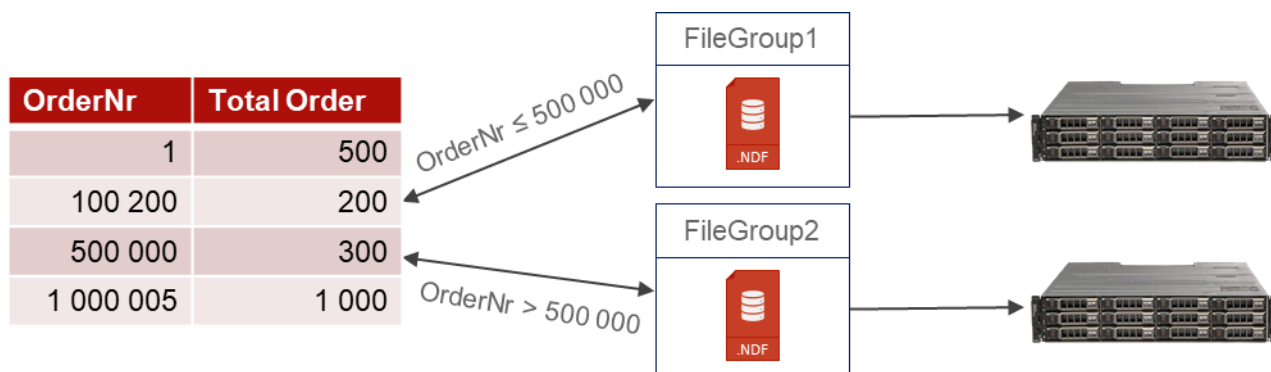 OrderNr Total Order
1 500
100 200 200
500 000 300
1 000 005 1 000
OrderNr ≤ 500 000
OrderNr > 500 000
FileGroup1
.NDF
FileGroup2
.NDF